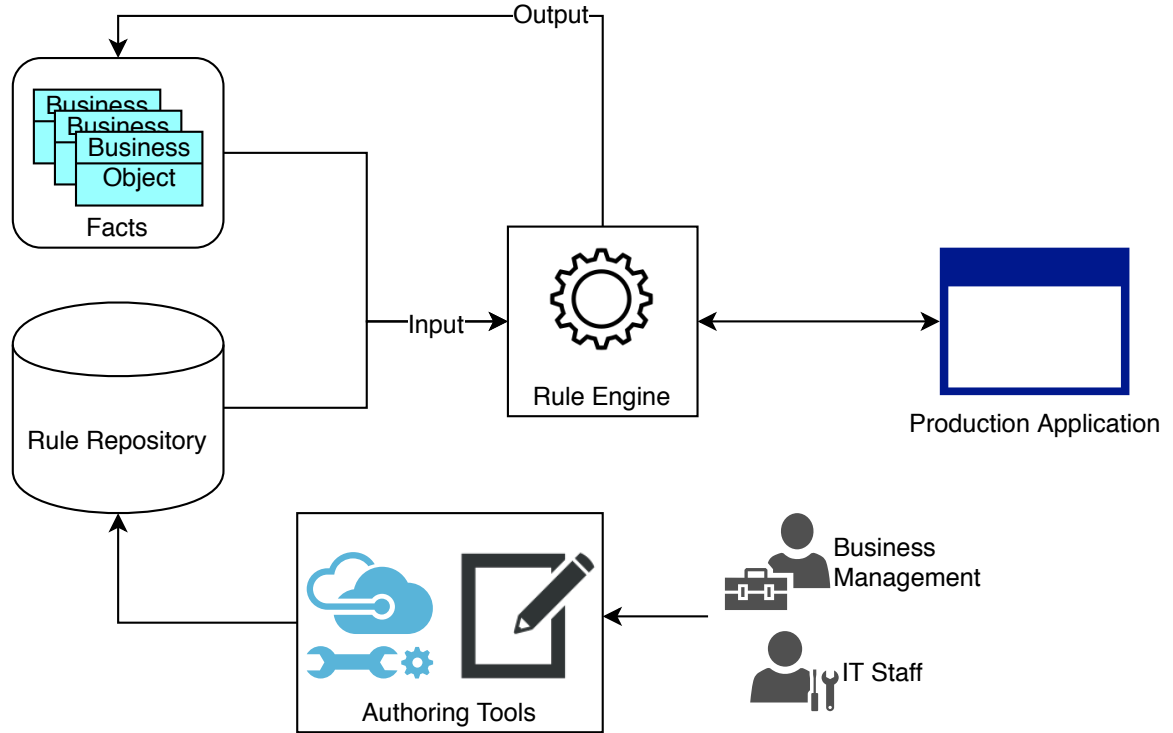 Output
Business
Business
Business
Object
Facts
Input
Rule Engine
Rule Repository
Production Application
Business
Management
IT Staff
Authoring Tools